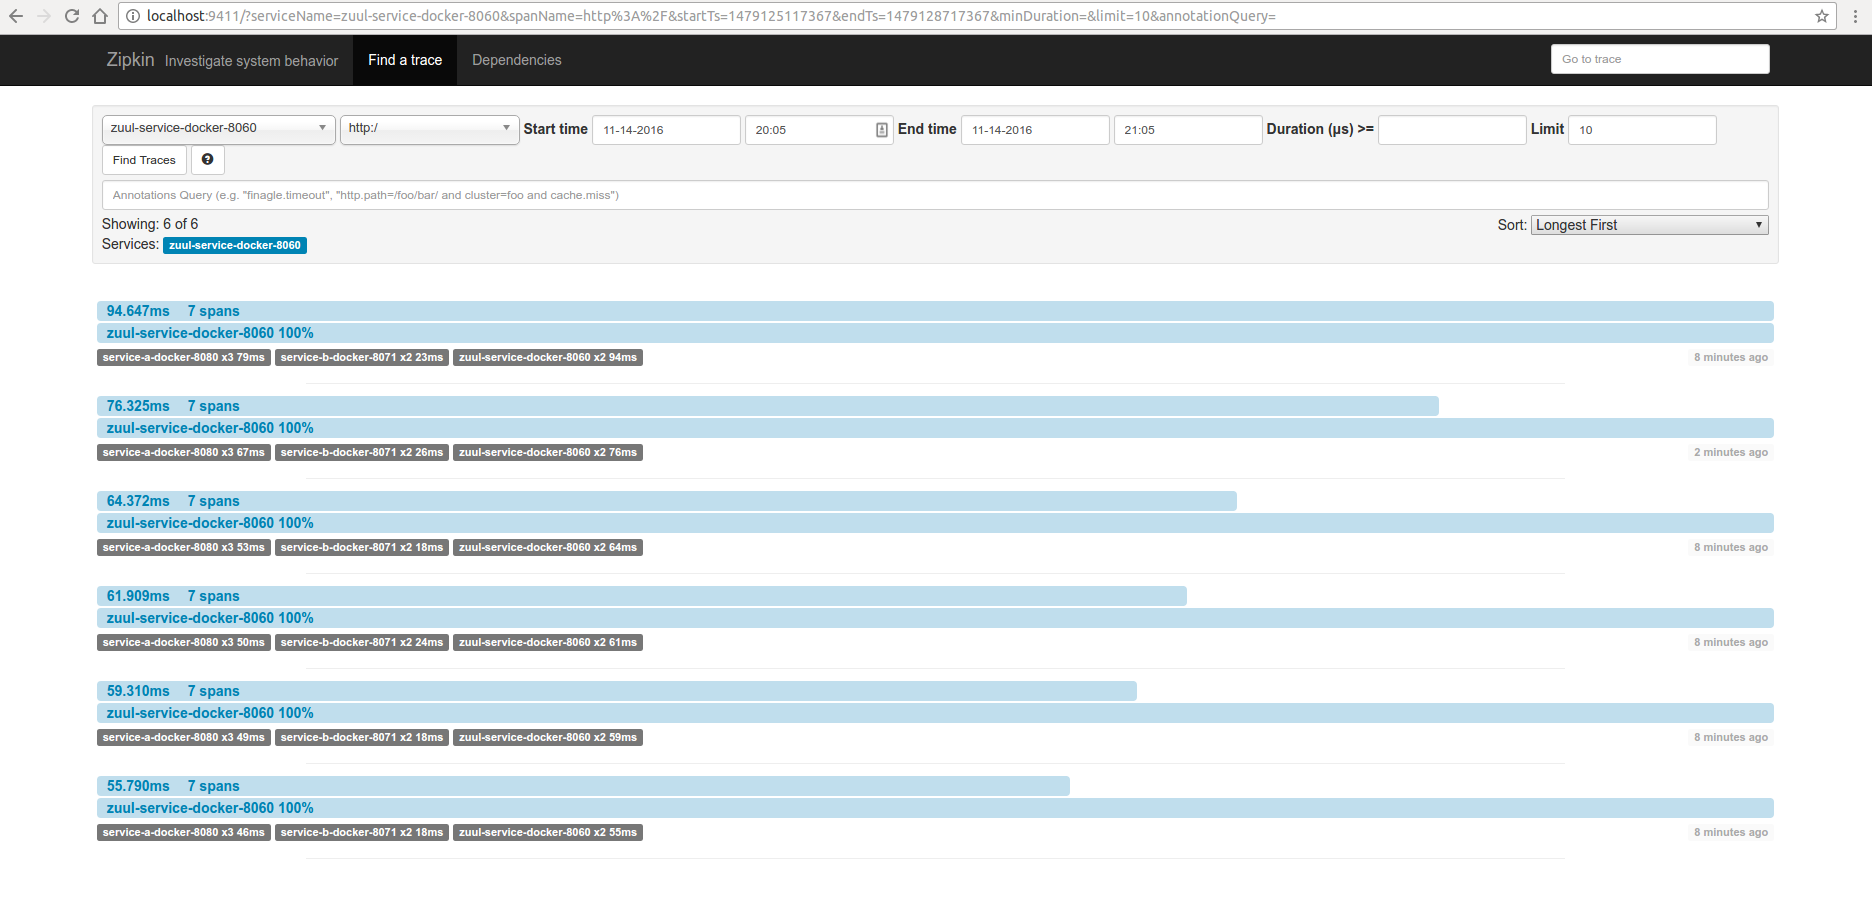 localhost:9411/?serviceName=zuul-service-docker-8060&spanName=http%3A%2F&startTs=1479125117367&endTs=1479128717367&minDuration=&limit=10&annotationQuery=
Zipkin Investigate system behavior Find a trace Dependencies Go to trace
zuul-service-docker-8060 http:/ Start time 11-14-2016 20:05 End time 11-14-2016 21:05 Duration (μs) >= Limit 10
Find Traces ?
Annotations Query (e.g. "finagle.timeout", "http.path=/foo/bar/ and cluster=foo and cache.miss")
Showing: 6 of 6 Sort: Longest First
Services: zuul-service-docker-8060
94.647ms 7 spans
zuul-service-docker-8060 100%
service-a-docker-8080 x3 79ms service-b-docker-8071 x2 23ms zuul-service-docker-8060 x2 94ms 8 minutes ago
76.325ms 7 spans
zuul-service-docker-8060 100%
service-a-docker-8080 x3 67ms service-b-docker-8071 x2 26ms zuul-service-docker-8060 x2 76ms 2 minutes ago
64.372ms 7 spans
zuul-service-docker-8060 100%
service-a-docker-8080 x3 53ms service-b-docker-8071 x2 18ms zuul-service-docker-8060 x2 64ms 8 minutes ago
61.909ms 7 spans
zuul-service-docker-8060 100%
service-a-docker-8080 x3 50ms service-b-docker-8071 x2 24ms zuul-service-docker-8060 x2 61ms 8 minutes ago
59.310ms 7 spans
zuul-service-docker-8060 100%
service-a-docker-8080 x3 49ms service-b-docker-8071 x2 18ms zuul-service-docker-8060 x2 59ms 8 minutes ago
55.790ms 7 spans
zuul-service-docker-8060 100%
service-a-docker-8080 x3 46ms service-b-docker-8071 x2 18ms zuul-service-docker-8060 x2 55ms 8 minutes ago